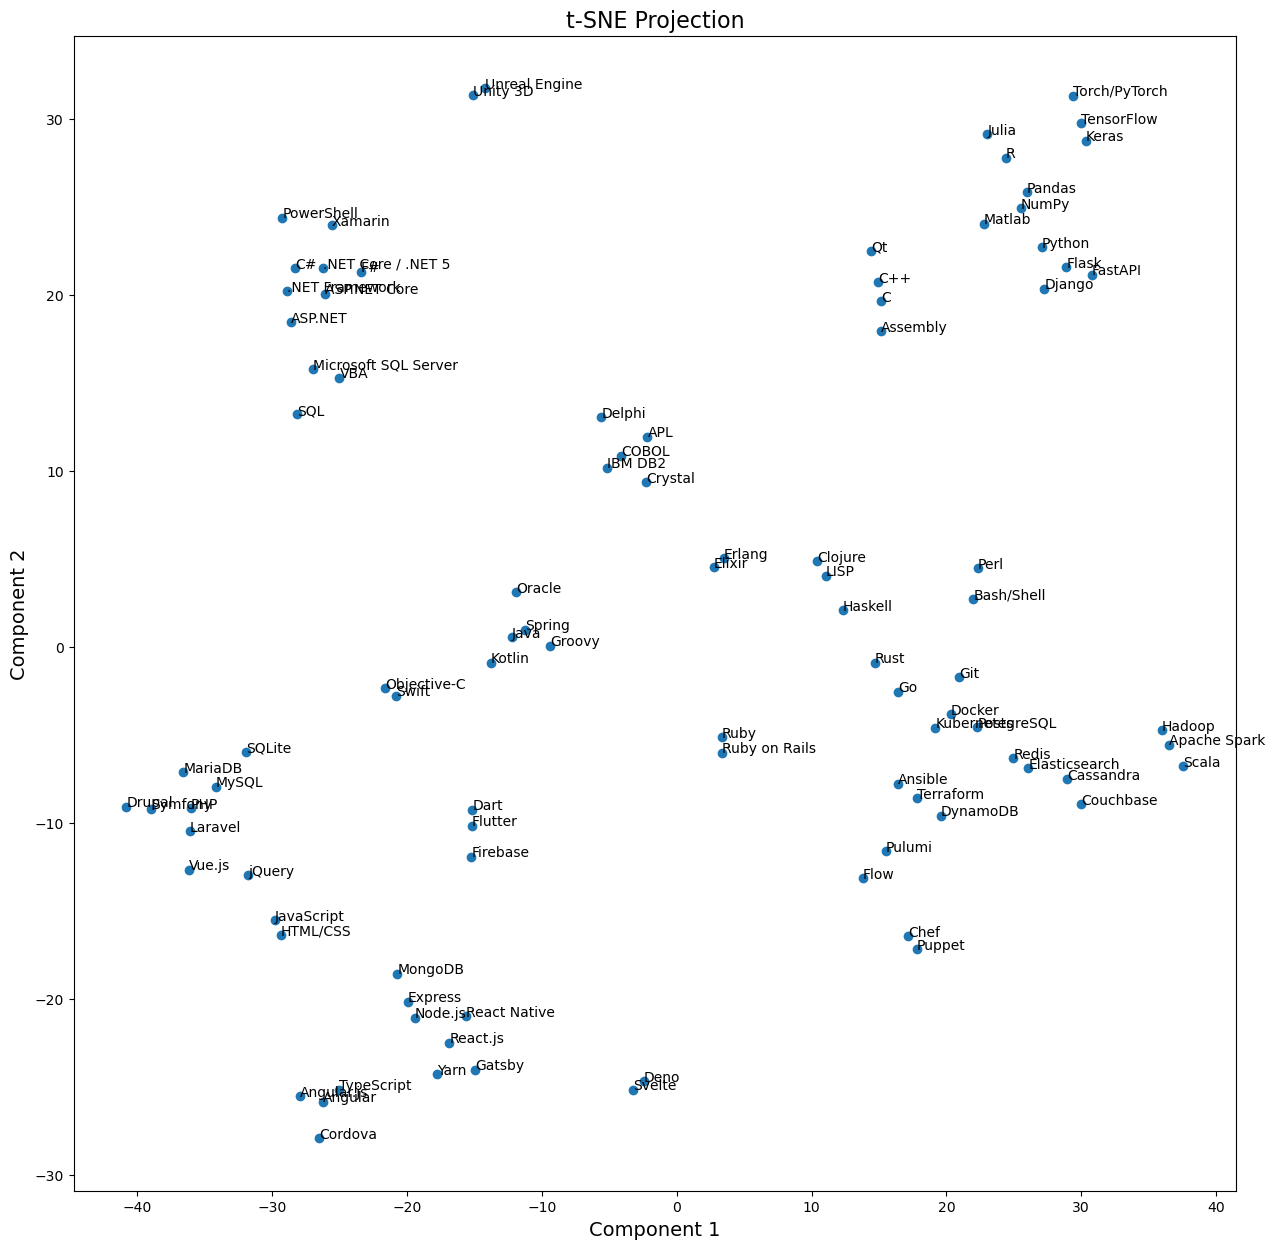 t-SNE Projection
Unreal Engine
Unity 3D
Torch/PyTorch
TensorFlow
Julia
Keras
R
Pandas
NumPy
PowerShell
Xamarin
Matlab
Python
Qt
C#
.NET Core / .NET 5
F#
Flask
FastAPI
C++
.NET Framework
ASP.NET Core
Django
C
ASP.NET
Assembly
Microsoft SQL Server
VBA
SQL
Delphi
APL
COBOL
IBM DB2
Crystal
Erlang
Elixir
Clojure
LISP
Perl
Oracle
Bash/Shell
Haskell
Spring
Java
Groovy
Kotlin
Rust
Git
Objective-C
Swift
Go
Docker
Kubernetes
PostgreSQL
Hadoop
Ruby
Apache Spark
SQLite
Ruby on Rails
Redis
Scala
MariaDB
Elasticsearch
MySQL
Ansible
Cassandra
Terraform
Couchbase
Drupal
Symfony
PHP
Dart
DynamoDB
Laravel
Flutter
Firebase
Pulumi
Vue.js
jQuery
Flow
JavaScript
HTML/CSS
Chef
Puppet
MongoDB
Express
Node.js
React Native
React.js
Yarn
Gatsby
Deno
Svelte
TypeScript
Angular.js
Angular
Cordova
30
20
10
0
−10
−20
−30
Component 2
−40
−30
−20
−10
0
10
20
30
40
Component 1